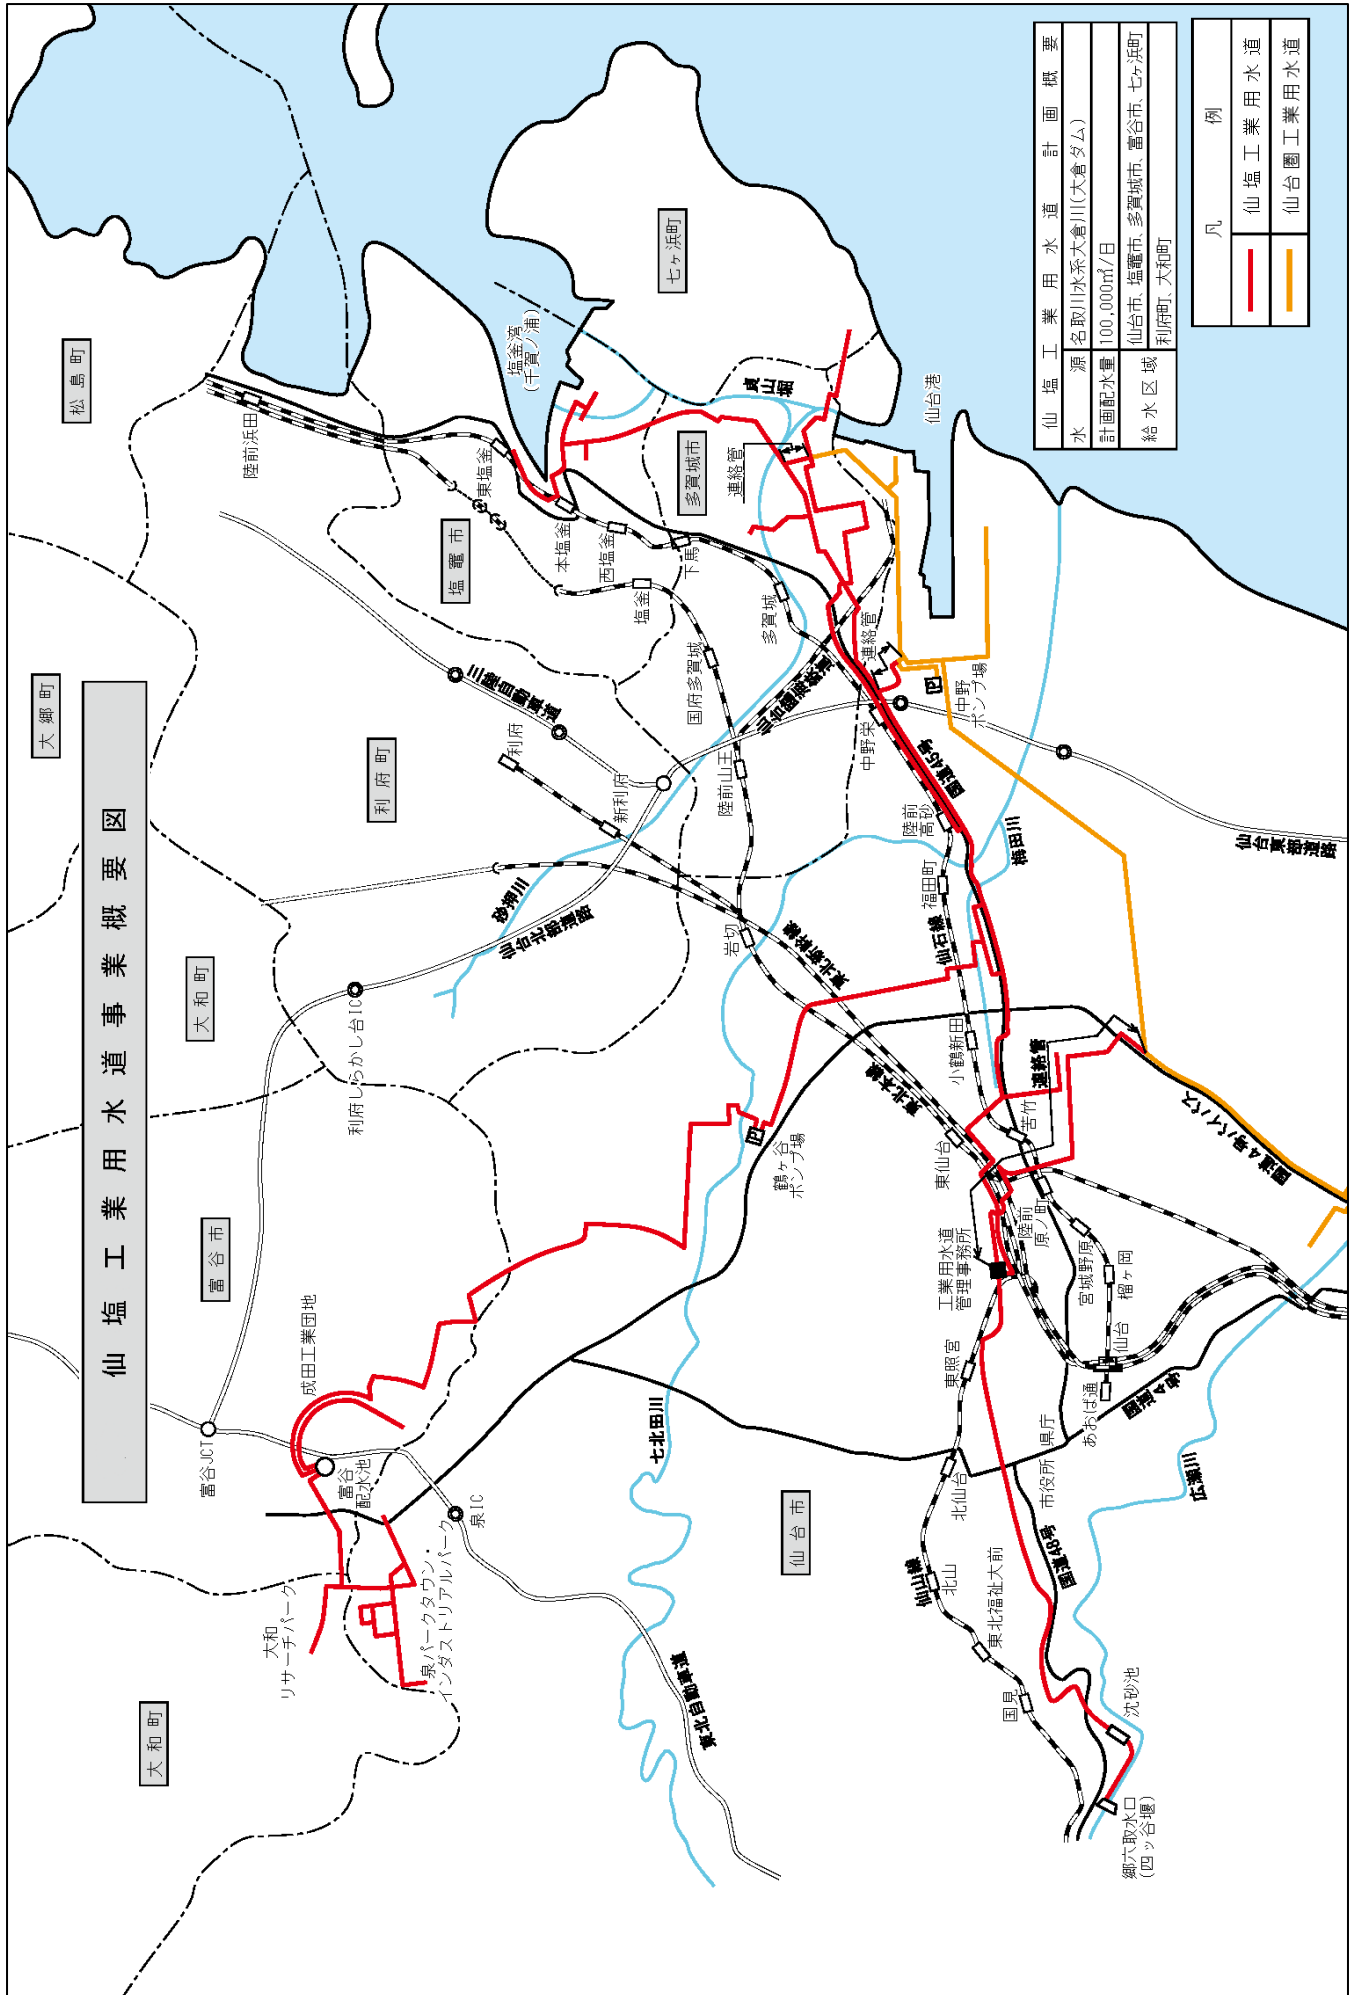 仙塩工業用水道事業概要図
仙塩工業用水道計画概要
水源
名取川水系大倉川(大倉ダム)
計画配水量
100,000㎥/日
給水区域
仙台市、塩竈市、多賀城市、富谷市、七ヶ浜町
利府町、大和町
凡例
仙塩工業用水道
仙台圏工業用水道
大和町
富谷市
大和町
大郷町
松島町
利府町
塩竈市
多賀城市
七ヶ浜町
仙台市
富谷JCT
成田工業団地
富谷
配水池
泉IC
大和
リサーチパーク
泉パークタウン・
インダストリアルパーク
東北自動車道
利府しらかし台IC
仙台北部道路
砂押川
三陸自動車道
利府
新利府
陸前浜田
東塩釜
本塩釜
西塩釜
下馬
塩釜
国府多賀城
陸前山王
多賀城
塩釜湾
(千賀ノ浦)
貞山堀
連絡管
仙台港
仙台臨海鉄道
連絡管
中野栄
国道45号
中野
ポンプ場
P
陸前
高砂
福田町
梅田川
仙石線
仙台東部道路
岩切
東北新幹線
東北本線
小鶴新田
鶴ヶ谷
ポンプ場
P
七北田川
東仙台
苦竹
連絡管
国道4号バイパス
工業用水道
管理事務所
陸前
原ノ町
宮城野原
榴ヶ岡
仙台
あおば通
国道4号
東照宮
北仙台
県庁
市役所
国道48号
広瀬川
仙山線
北山
東北福祉大前
国見
沈砂池
郷六取水口
(四ッ谷堰)